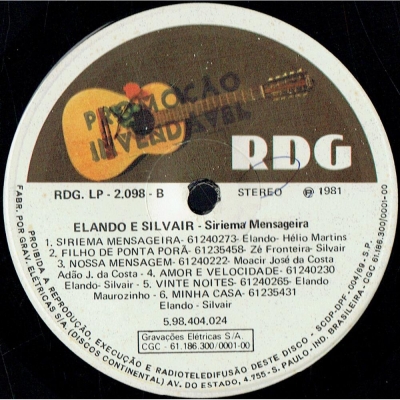 PROMOÇÃO
INVENDÁVEL
RDG
RDG. LP - 2.098 - B
STEREO
℗ 1981
ELANDO E SILVAIR - Siriema Mensageira
1. SIRIEMA MENSAGEIRA- 61240273- Elando- Hélio Martins
2. FILHO DE PONTA PORÃ- 61235458- Zé Fronteira- Silvair
3. NOSSA MENSAGEM- 61240222- Moacir José da Costa
Adão J. da Costa - 4. AMOR E VELOCIDADE- 61240230
Elando- Silvair - 5. VINTE NOITES- 61240265- Elando
Maurozinho - 6. MINHA CASA- 61235431
Elando - Silvair
5.98.404.024
Gravações Elétricas S/A.
CGC - 61.186.300/0001-00
FABR. POR GRAV. ELÉTRICAS S/A. (DISCOS CONTINENTAL) AV. DO ESTADO, 4.755 - S. PAULO - IND. BRASILEIRA - CGC 61.186.300/0001-00
PROIBIDA A REPRODUÇÃO, EXECUÇÃO E RADIOTELEDIFUSÃO DESTE DISCO - SCDP-DPF-004/69 S.P.